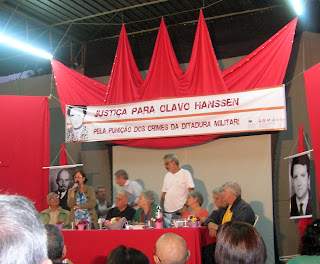 JUSTIÇA PARA OLAVO HANSSEN
PELA PUNIÇÃO DOS CRIMES DA DITADURA MILITAR!